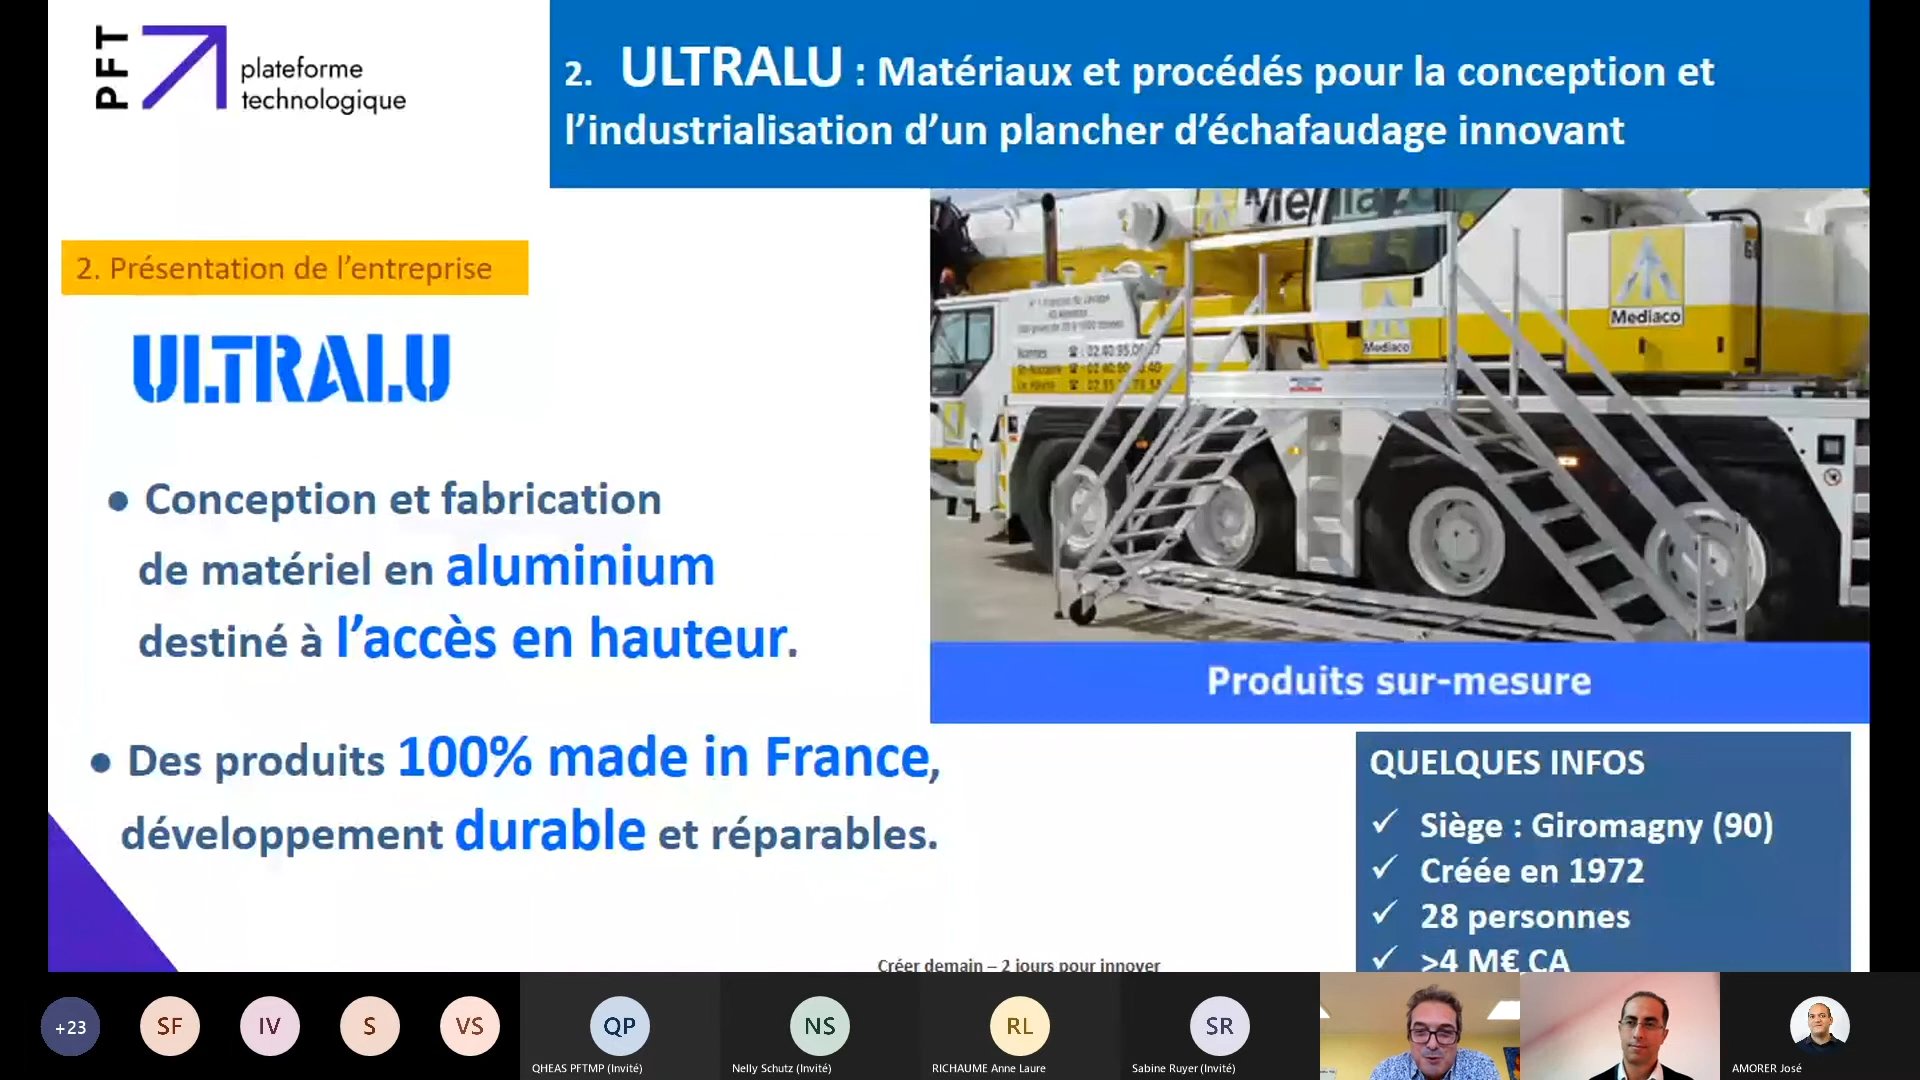 PFT
plateforme
technologique
2. ULTRALU : Matériaux et procédés pour la conception et
l'industrialisation d'un plancher d'échafaudage innovant
2. Présentation de l'entreprise
ULTRALU
• Conception et fabrication
de matériel en aluminium
destiné à l'accès en hauteur.
• Des produits 100% made in France,
développement durable et réparables.
Mediaco
Mediaco
Mediaco
Produits sur-mesure
QUELQUES INFOS
✓ Siège : Giromagny (90)
✓ Créée en 1972
✓ 28 personnes
✓ >4 M€ CA
Créer demain – 2 jours pour innover
+23
SF
IV
S
VS
QP
QHEAS PFTMP (Invité)
NS
Nelly Schutz (Invité)
RL
RICHAUME Anne Laure
SR
Sabine Ruyer (Invité)
AMORER José